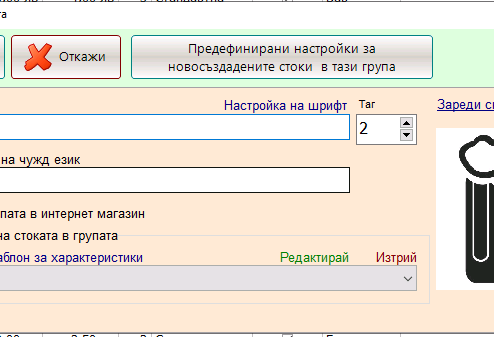 та
Откажи
Предефинирани настройки за
новосъздадените стоки в тази група
Настройка на шрифт
Таг
Зареди
2
на чужд език
пата в интернет магазин
на стоката в групата
аблон за характеристики
Редактирай
Изтрий